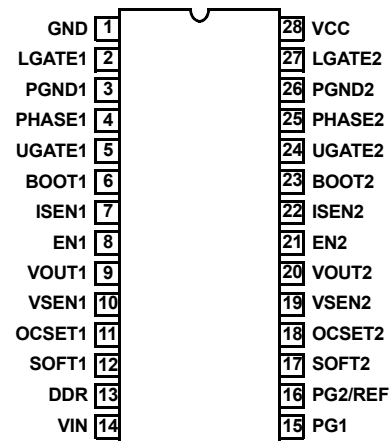 GND 1 28 VCC
LGATE1 2 27 LGATE2
PGND1 3 26 PGND2
PHASE1 4 25 PHASE2
UGATE1 5 24 UGATE2
BOOT1 6 23 BOOT2
ISEN1 7 22 ISEN2
EN1 8 21 EN2
VOUT1 9 20 VOUT2
VSEN1 10 19 VSEN2
OCSET1 11 18 OCSET2
SOFT1 12 17 SOFT2
DDR 13 16 PG2/REF
VIN 14 15 PG1